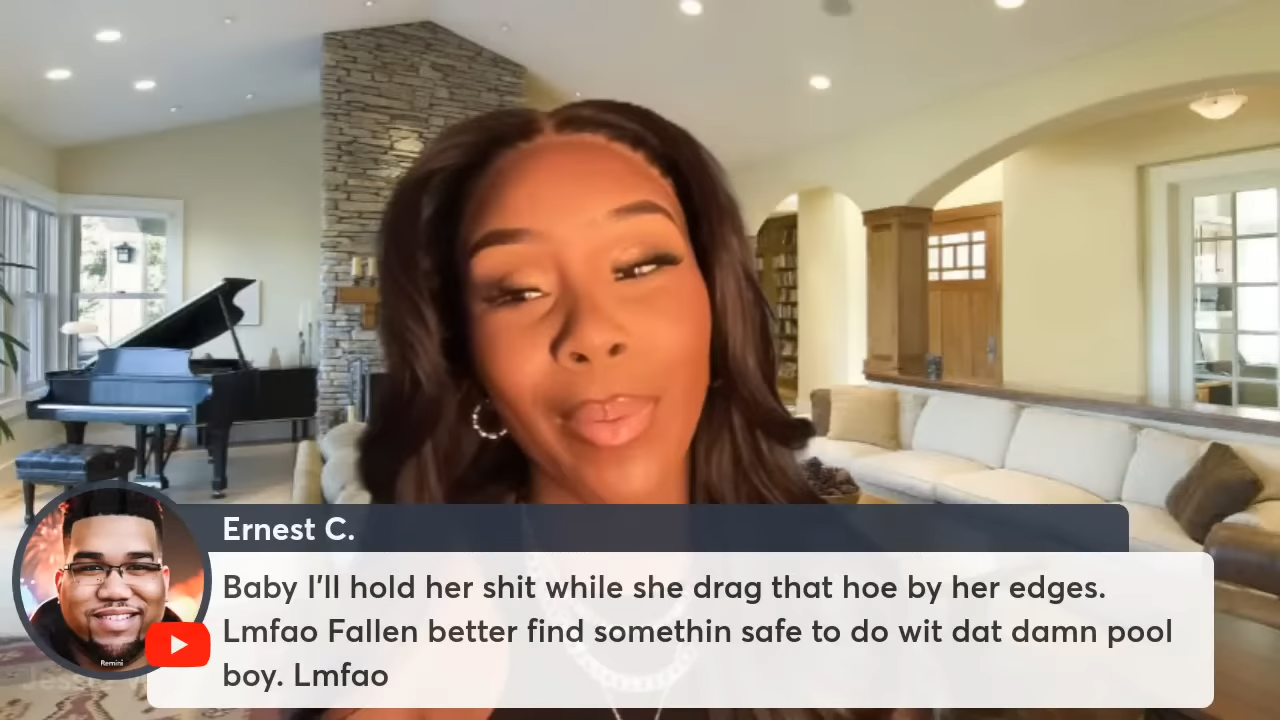 Ernest C.
Baby I'll hold her shit while she drag that hoe by her edges.
Lmfao Fallen better find somethin safe to do wit dat damn pool
boy. Lmfao
Remini